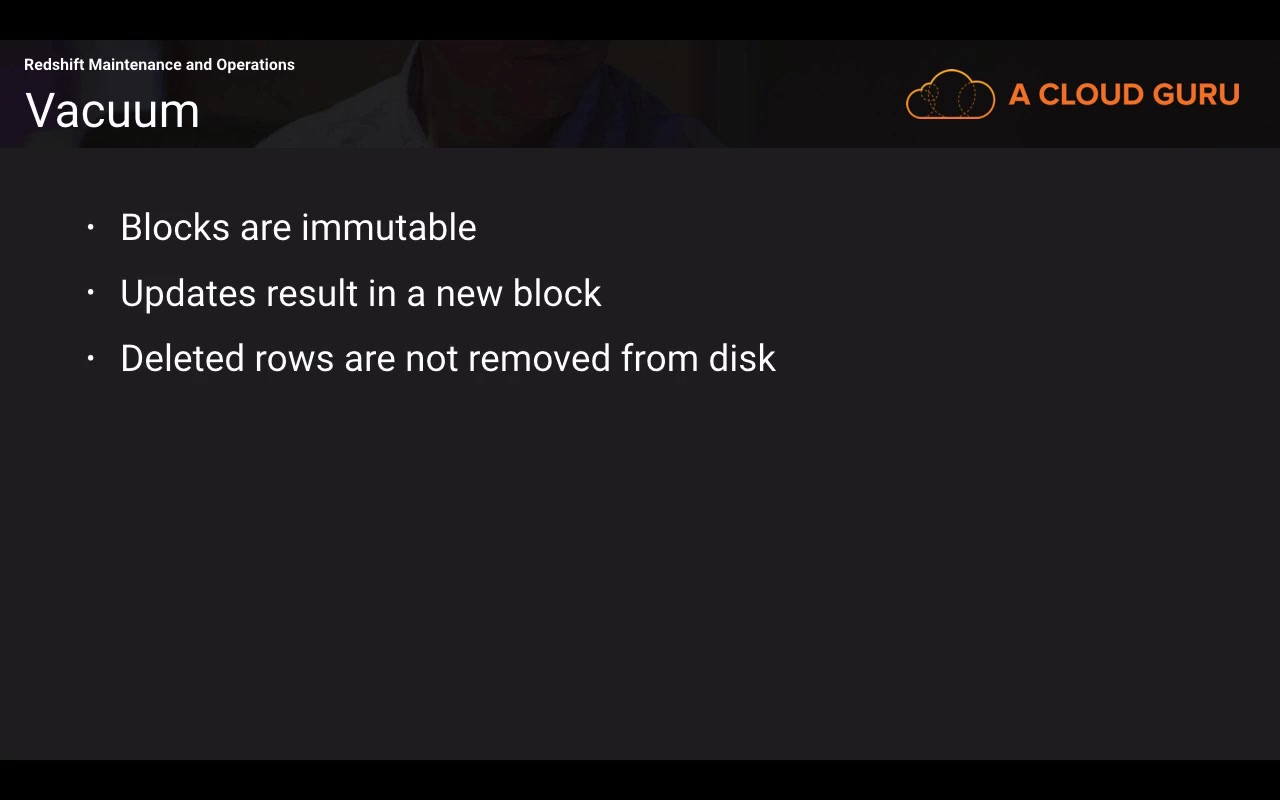 Redshift Maintenance and Operations
Vacuum
A CLOUD GURU
• Blocks are immutable
• Updates result in a new block
• Deleted rows are not removed from disk